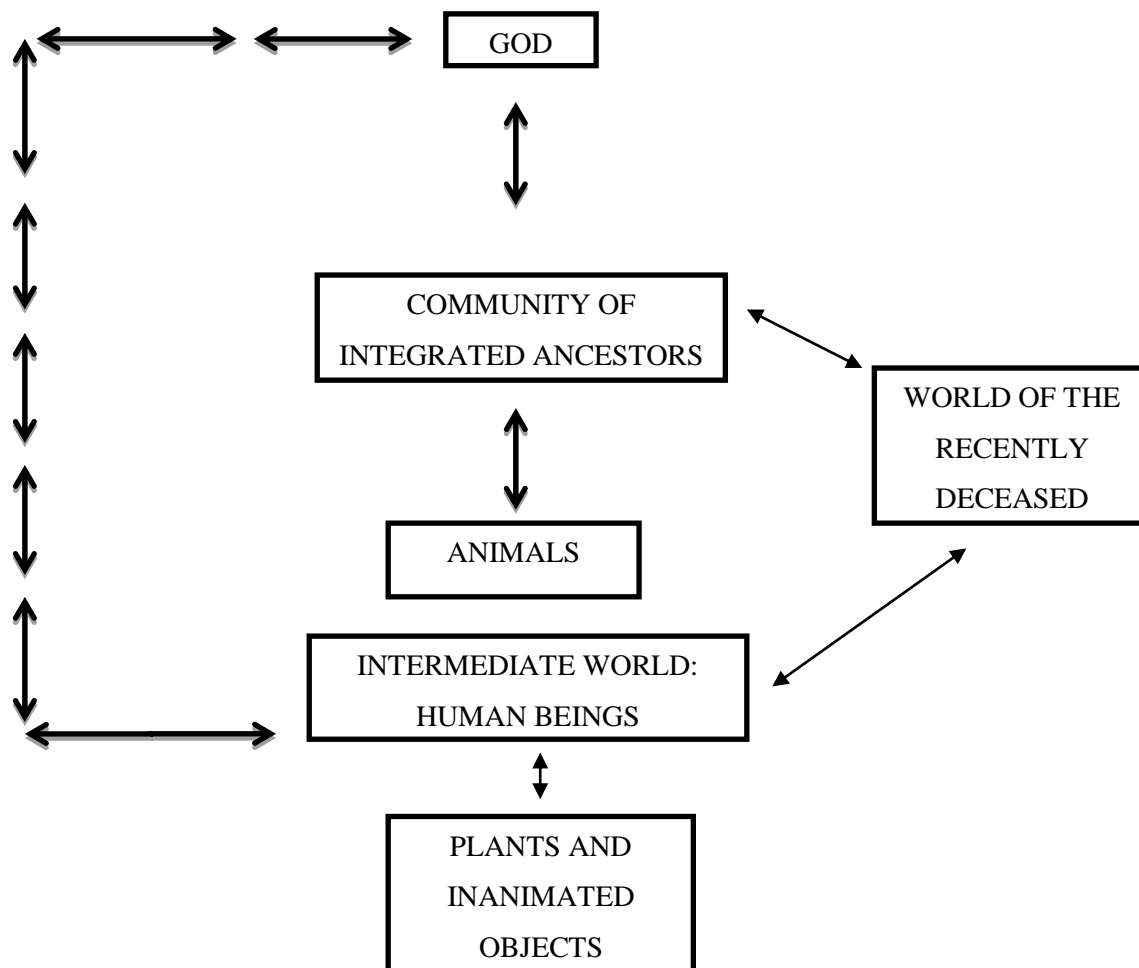 GOD
COMMUNITY OF
INTEGRATED ANCESTORS
WORLD OF THE
RECENTLY
DECEASED
ANIMALS
INTERMEDIATE WORLD:
HUMAN BEINGS
PLANTS AND
INANIMATED
OBJECTS